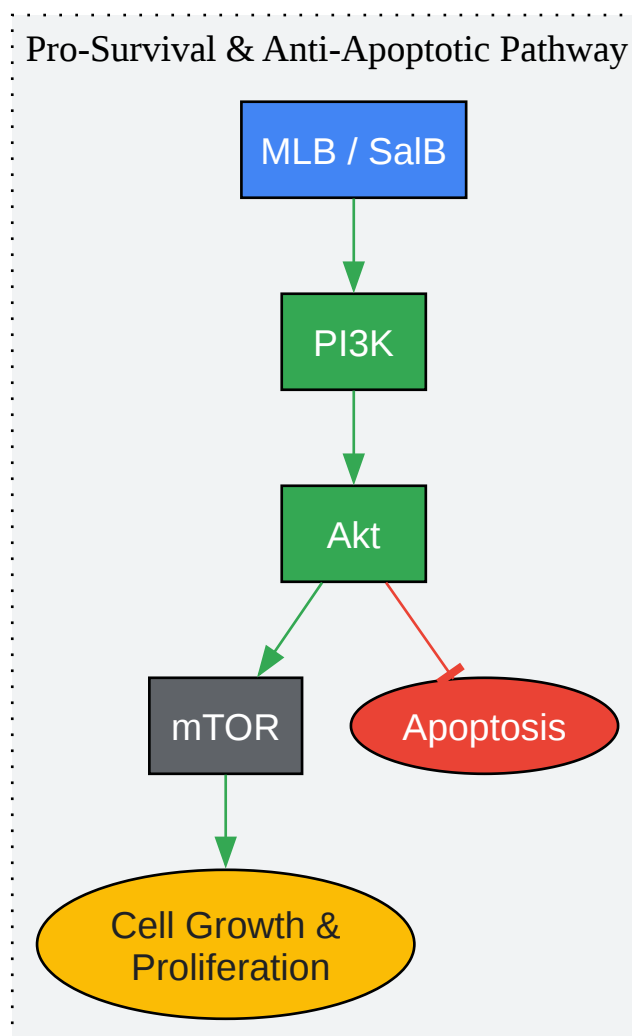 Pro-Survival & Anti-Apoptotic Pathway
MLB / SalB
PI3K
Akt
mTOR
Apoptosis
Cell Growth &
Proliferation